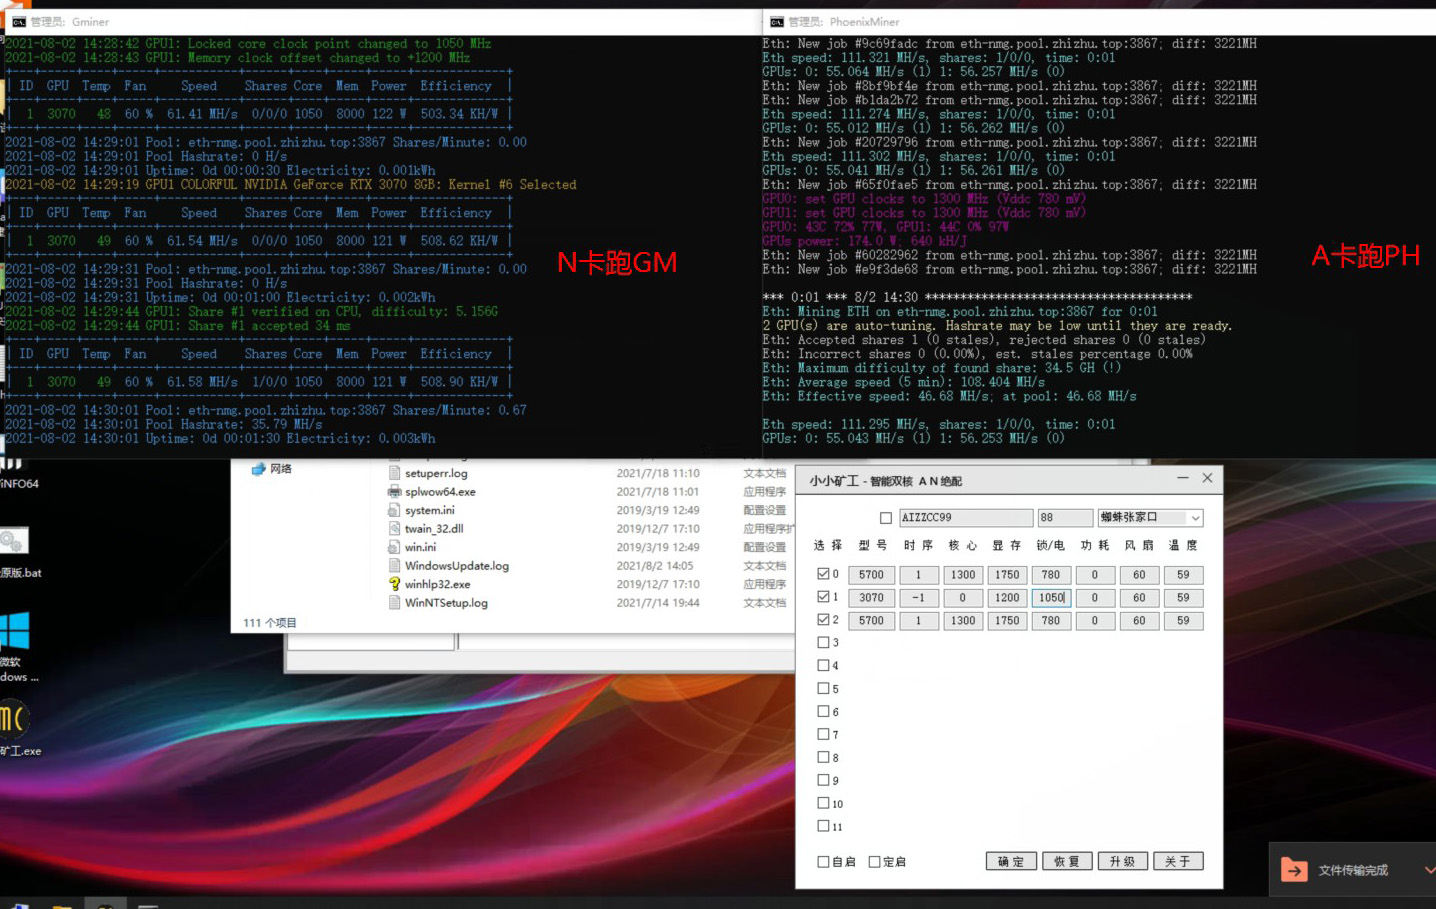 管理员: Gminer
2021-08-02 14:28:42 GPU1: Locked core clock point changed to 1050 MHz
2021-08-02 14:28:43 GPU1: Memory clock offset changed to +1200 MHz
ID GPU Temp Fan Speed Shares Core Mem Power Efficiency
1 3070 48 60 % 61.41 MH/s 0/0/0 1050 8000 122 W 503.34 KH/W
2021-08-02 14:29:01 Pool: eth-nmg.pool.zhizhu.top:3867 Shares/Minute: 0.00
2021-08-02 14:29:01 Pool Hashrate: 0 H/s
2021-08-02 14:29:01 Uptime: 0d 00:00:30 Electricity: 0.001kWh
2021-08-02 14:29:19 GPU1 COLORFUL NVIDIA GeForce RTX 3070 8GB: Kernel #6 Selected
ID GPU Temp Fan Speed Shares Core Mem Power Efficiency
1 3070 49 60 % 61.54 MH/s 0/0/0 1050 8000 121 W 508.62 KH/W
2021-08-02 14:29:31 Pool: eth-nmg.pool.zhizhu.top:3867 Shares/Minute: 0.00
2021-08-02 14:29:31 Pool Hashrate: 0 H/s
2021-08-02 14:29:31 Uptime: 0d 00:01:00 Electricity: 0.002kWh
2021-08-02 14:29:44 GPU1: Share #1 verified on CPU, difficulty: 5.156G
2021-08-02 14:29:44 GPU1: Share #1 accepted 34 ms
ID GPU Temp Fan Speed Shares Core Mem Power Efficiency
1 3070 49 60 % 61.58 MH/s 1/0/0 1050 8000 121 W 508.90 KH/W
2021-08-02 14:30:01 Pool: eth-nmg.pool.zhizhu.top:3867 Shares/Minute: 0.67
2021-08-02 14:30:01 Pool Hashrate: 35.79 MH/s
2021-08-02 14:30:01 Uptime: 0d 00:01:30 Electricity: 0.003kWh
N卡跑GM
管理员: PhoenixMiner
Eth: New job #9c69fadc from eth-nmg.pool.zhizhu.top:3867; diff: 3221MH
Eth speed: 111.321 MH/s, shares: 1/0/0, time: 0:01
GPUs: 0: 55.064 MH/s (1) 1: 56.257 MH/s (0)
Eth: New job #8bf9bf4e from eth-nmg.pool.zhizhu.top:3867; diff: 3221MH
Eth: New job #b1da2b72 from eth-nmg.pool.zhizhu.top:3867; diff: 3221MH
Eth speed: 111.274 MH/s, shares: 1/0/0, time: 0:01
GPUs: 0: 55.012 MH/s (1) 1: 56.262 MH/s (0)
Eth: New job #20729796 from eth-nmg.pool.zhizhu.top:3867; diff: 3221MH
Eth speed: 111.302 MH/s, shares: 1/0/0, time: 0:01
GPUs: 0: 55.041 MH/s (1) 1: 56.261 MH/s (0)
Eth: New job #65f0fae5 from eth-nmg.pool.zhizhu.top:3867; diff: 3221MH
GPU0: set GPU clocks to 1300 MHz (Vddc 780 mV)
GPU1: set GPU clocks to 1300 MHz (Vddc 780 mV)
GPU0: 43C 72% 77W, GPU1: 44C 0% 97W
GPUs power: 174.0 W; 640 kH/J
Eth: New job #60282962 from eth-nmg.pool.zhizhu.top:3867; diff: 3221MH
Eth: New job #e9f3de68 from eth-nmg.pool.zhizhu.top:3867; diff: 3221MH
*** 0:01 *** 8/2 14:30 **************************************
Eth: Mining ETH on eth-nmg.pool.zhizhu.top:3867 for 0:01
2 GPU(s) are auto-tuning. Hashrate may be low until they are ready.
Eth: Accepted shares 1 (0 stales), rejected shares 0 (0 stales)
Eth: Incorrect shares 0 (0.00%), est. stales percentage 0.00%
Eth: Maximum difficulty of found share: 34.5 GH (!)
Eth: Average speed (5 min): 108.404 MH/s
Eth: Effective speed: 46.68 MH/s; at pool: 46.68 MH/s
Eth speed: 111.295 MH/s, shares: 1/0/0, time: 0:01
GPUs: 0: 55.043 MH/s (1) 1: 56.253 MH/s (0)
A卡跑PH
网络
setuperr.log 2021/7/18 11:10 文本文档
splwow64.exe 2021/7/18 11:01 应用程序
system.ini 2019/3/19 12:49 配置设置
twain_32.dll 2019/12/7 17:10 应用程序扩
win.ini 2019/3/19 12:49 配置设置
WindowsUpdate.log 2021/8/2 14:05 文本文档
winhlp32.exe 2019/12/7 17:10 应用程序
WinNTSetup.log 2021/7/14 19:44 文本文档
111 个项目
iNFO64
原版.bat
微软
dows ...
矿工.exe
小小矿工 - 智能双核 A N绝配
AIZZCC99 88 蜘蛛张家口
选 择 型 号 时 序 核 心 显 存 锁/电 功 耗 风 扇 温 度
0 5700 1 1300 1750 780 0 60 59
1 3070 -1 0 1200 1050 0 60 59
2 5700 1 1300 1750 780 0 60 59
3
4
5
6
7
8
9
10
11
自启 定启 确 定 恢 复 升 级 关 于
文件传输完成